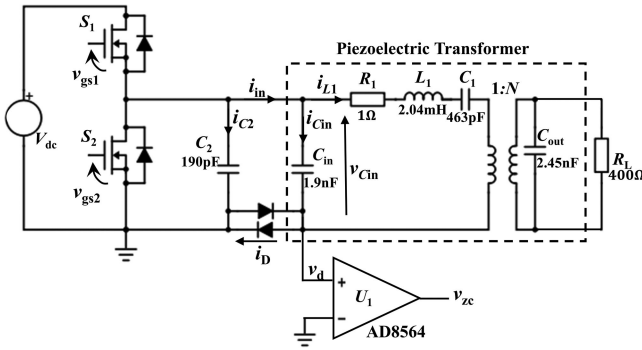 S1
vgs1
Vdc
S2
vgs2
Piezoelectric Transformer
iin
iL1
R1
1Ω
L1
2.04mH
C1
463pF
1:N
iC2
iCin
C2
190pF
Cin
1.9nF
vCin
Cout
2.45nF
RL
400Ω
iD
vd
+
−
U1
vzc
AD8564